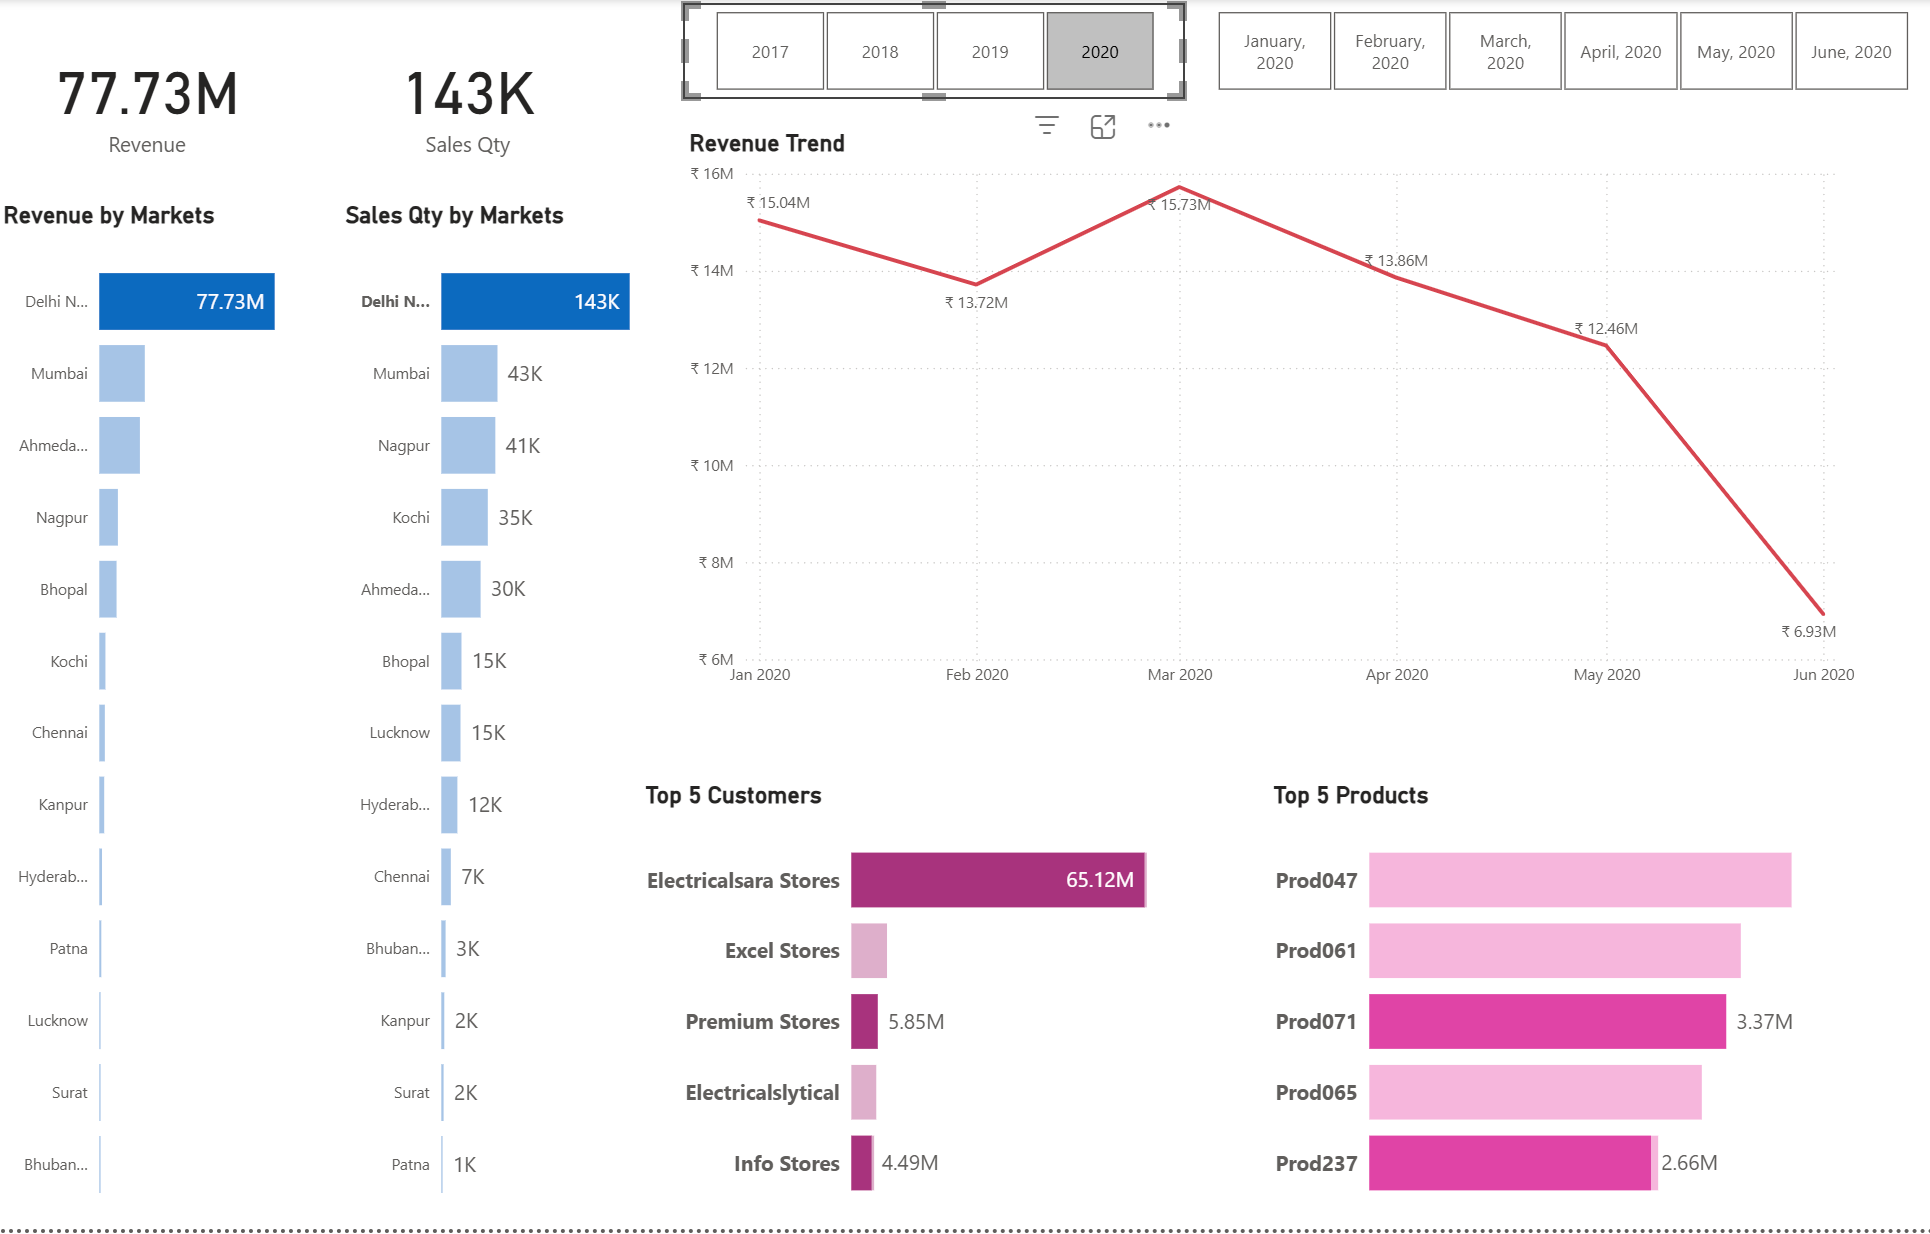 77.73M
Revenue
143K
Sales Qty
2017
2018
2019
2020
January,
2020
February,
2020
March,
2020
April, 2020
May, 2020
June, 2020
Revenue by Markets
Delhi N...
77.73M
Mumbai
Ahmeda...
Nagpur
Bhopal
Kochi
Chennai
Kanpur
Hyderab...
Patna
Lucknow
Surat
Bhuban...
Sales Qty by Markets
Delhi N...
143K
Mumbai
43K
Nagpur
41K
Kochi
35K
Ahmeda...
30K
Bhopal
15K
Lucknow
15K
Hyderab...
12K
Chennai
7K
Bhuban...
3K
Kanpur
2K
Surat
2K
Patna
1K
Revenue Trend
₹ 16M
₹ 14M
₹ 12M
₹ 10M
₹ 8M
₹ 6M
₹ 15.04M
₹ 13.72M
₹ 15.73M
₹ 13.86M
₹ 12.46M
₹ 6.93M
Jan 2020
Feb 2020
Mar 2020
Apr 2020
May 2020
Jun 2020
Top 5 Customers
Electricalsara Stores
65.12M
Excel Stores
Premium Stores
5.85M
Electricalslytical
Info Stores
4.49M
Top 5 Products
Prod047
Prod061
Prod071
3.37M
Prod065
Prod237
2.66M